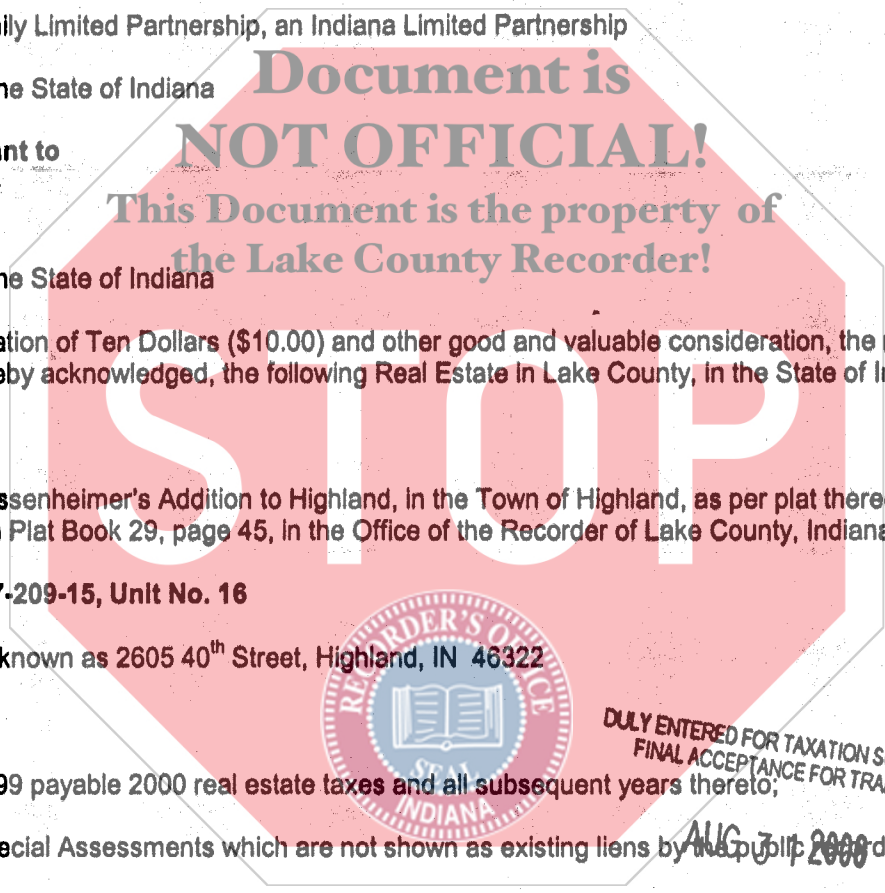 ily Limited Partnership, an Indiana Limited Partnership
Document is
ne State of Indiana
NOT OFFICIAL!
nt to
This Document is the property of
the Lake County Recorder!
ne State of Indiana
STOP
ation of Ten Dollars ($10.00) and other good and valuable consideration, the
eby acknowledged, the following Real Estate in Lake County, in the State of I
ssenheimer's Addition to Highland, in the Town of Highland, as per plat there
Plat Book 29, page 45, in the Office of the Recorder of Lake County, Indiana
7-209-15, Unit No. 16
RECORDER'S OFFICE
known as 2605 40th Street, Highland, IN 46322
DULY ENTERED FOR TAXATION S
FINAL ACCEPTANCE FOR TRA
SEAL
99 payable 2000 real estate taxes and all subsequent years thereto;
INDIANA
AUG 31 2000
ecial Assessments which are not shown as existing liens by the public